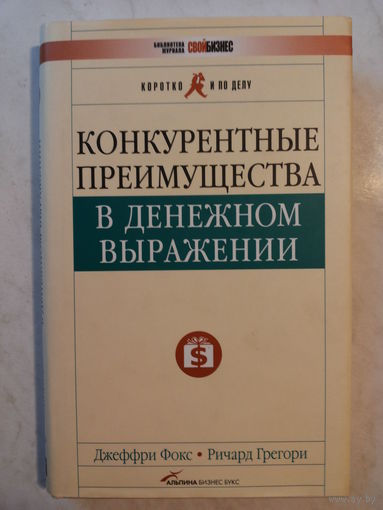 БИБЛИОТЕКА
ЖУРНАЛА СВОЙБИЗНЕС
КОРОТКО И ПО ДЕЛУ
КОНКУРЕНТНЫЕ
ПРЕИМУЩЕСТВА
В ДЕНЕЖНОМ
ВЫРАЖЕНИИ
$
Джеффри Фокс • Ричард Грегори
АЛЬПИНА БИЗНЕС БУКС